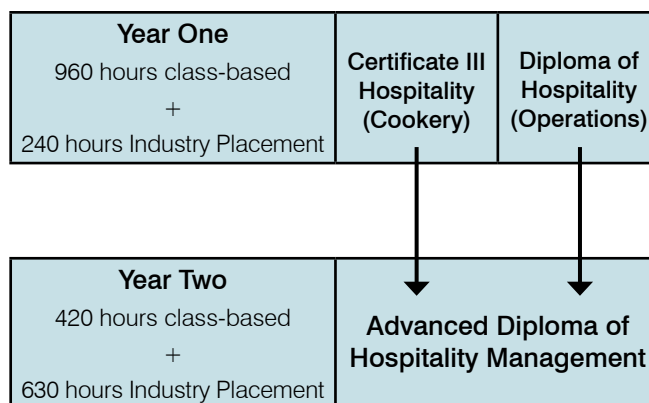 Year One
960 hours class-based
+
240 hours Industry Placement
Certificate III
Hospitality
(Cookery)
Diploma of
Hospitality
(Operations)
Year Two
420 hours class-based
+
630 hours Industry Placement
Advanced Diploma of
Hospitality Management